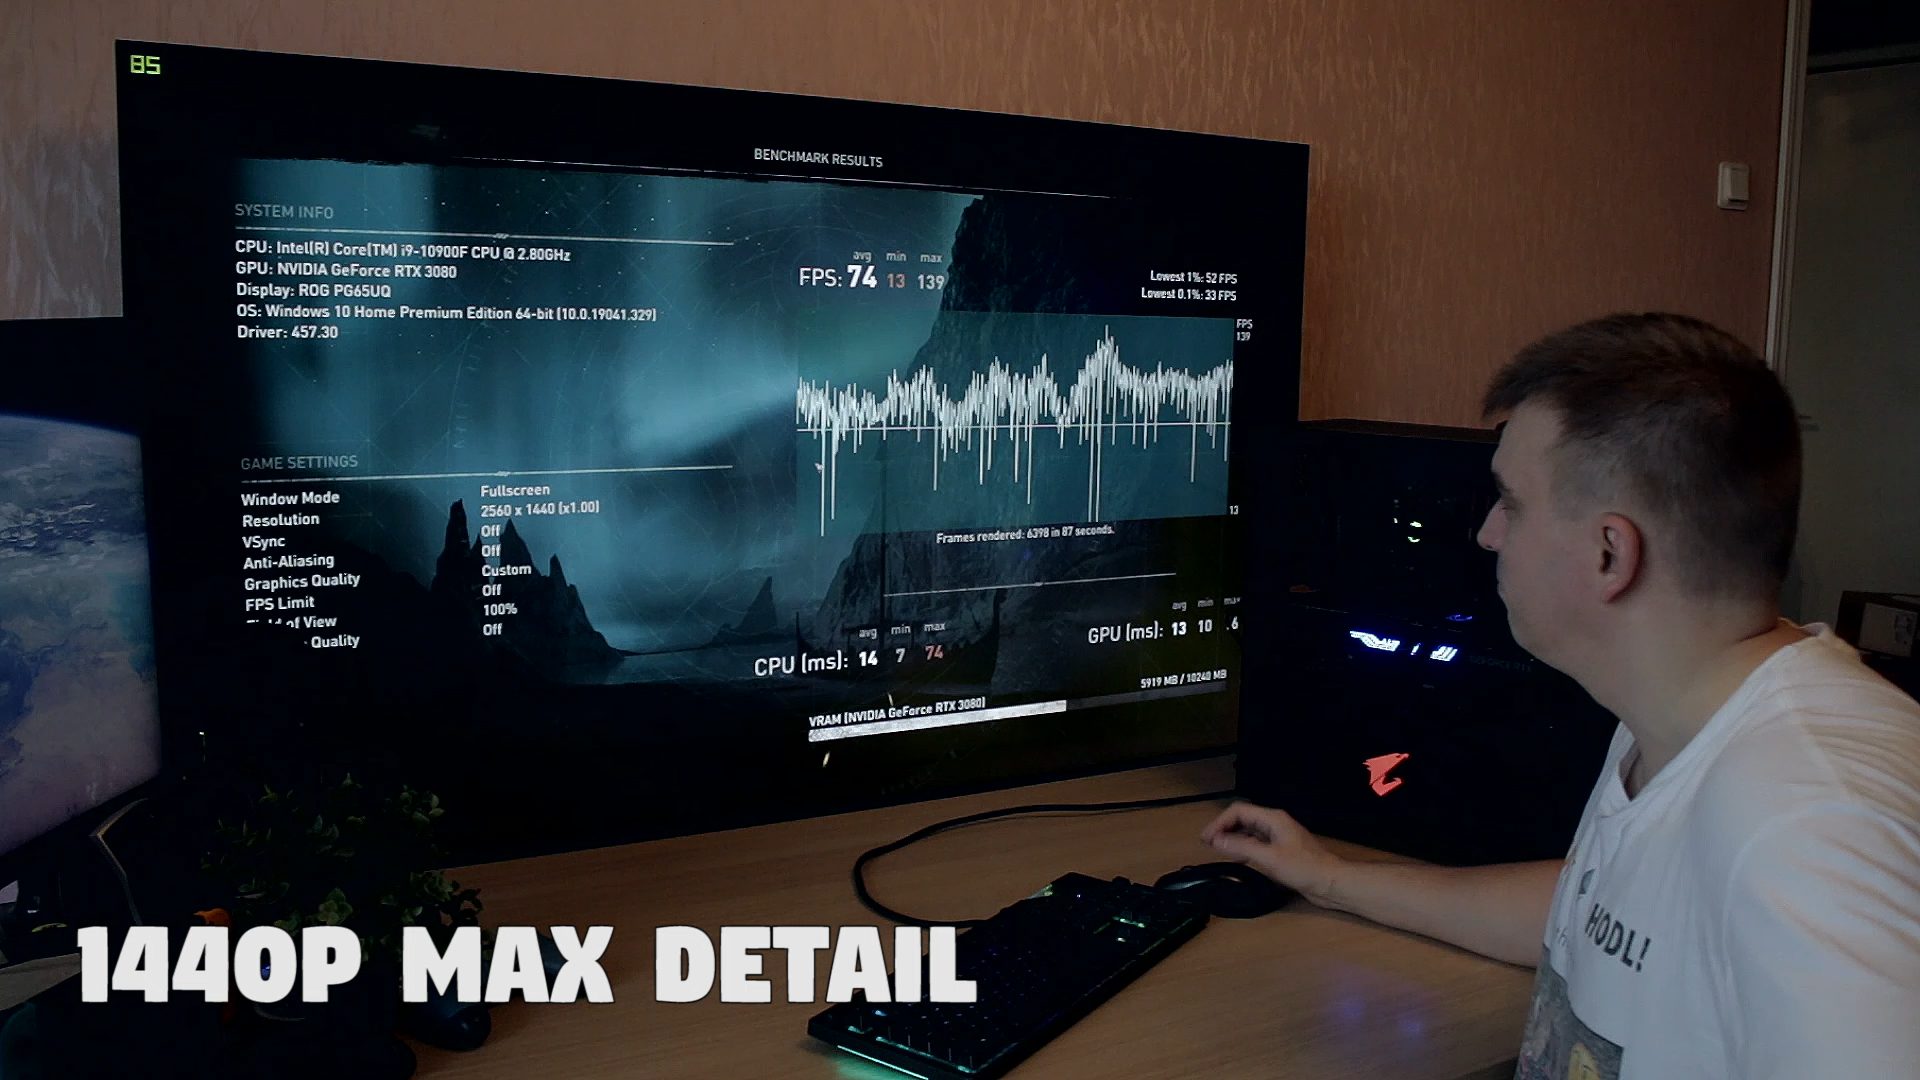 85
BENCHMARK RESULTS
SYSTEM INFO
CPU: Intel(R) Core(TM) i9-10900F CPU @ 2.80GHz
GPU: NVIDIA GeForce RTX 3080
Display: ROG PG65UQ
OS: Windows 10 Home Premium Edition 64-bit (10.0.19041.329)
Driver: 457.30
avg min max
FPS: 74 13 139
Lowest 1%: 52 FPS
Lowest 0.1%: 33 FPS
FPS
139
13
Frames rendered: 6398 in 87 seconds.
GAME SETTINGS
Window Mode Fullscreen
Resolution 2560 x 1440 (x1.00)
VSync Off
Anti-Aliasing Off
Graphics Quality Custom
FPS Limit Off
Field of View 100%
Quality Off
avg min max
CPU (ms): 14 7 74
avg min max
GPU (ms): 13 10 .6
5919 MB / 10240 MB
VRAM (NVIDIA GeForce RTX 3080)
HODL!
1440P MAX DETAIL